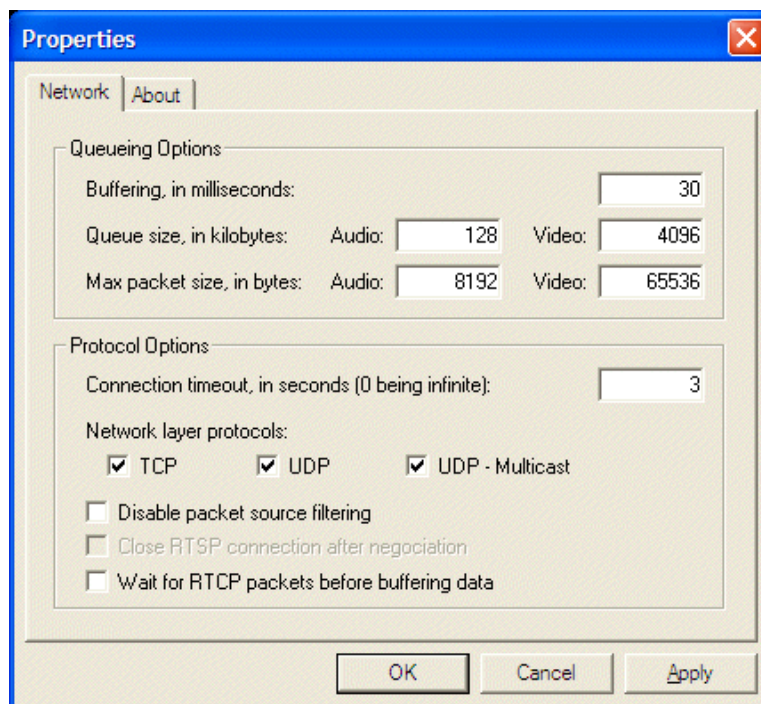 Properties
Network About
Queueing Options
Buffering, in milliseconds: 30
Queue size, in kilobytes: Audio: 128 Video: 4096
Max packet size, in bytes: Audio: 8192 Video: 65536
Protocol Options
Connection timeout, in seconds (0 being infinite): 3
Network layer protocols:
TCP UDP UDP - Multicast
Disable packet source filtering
Close RTSP connection after negociation
Wait for RTCP packets before buffering data
OK Cancel Apply